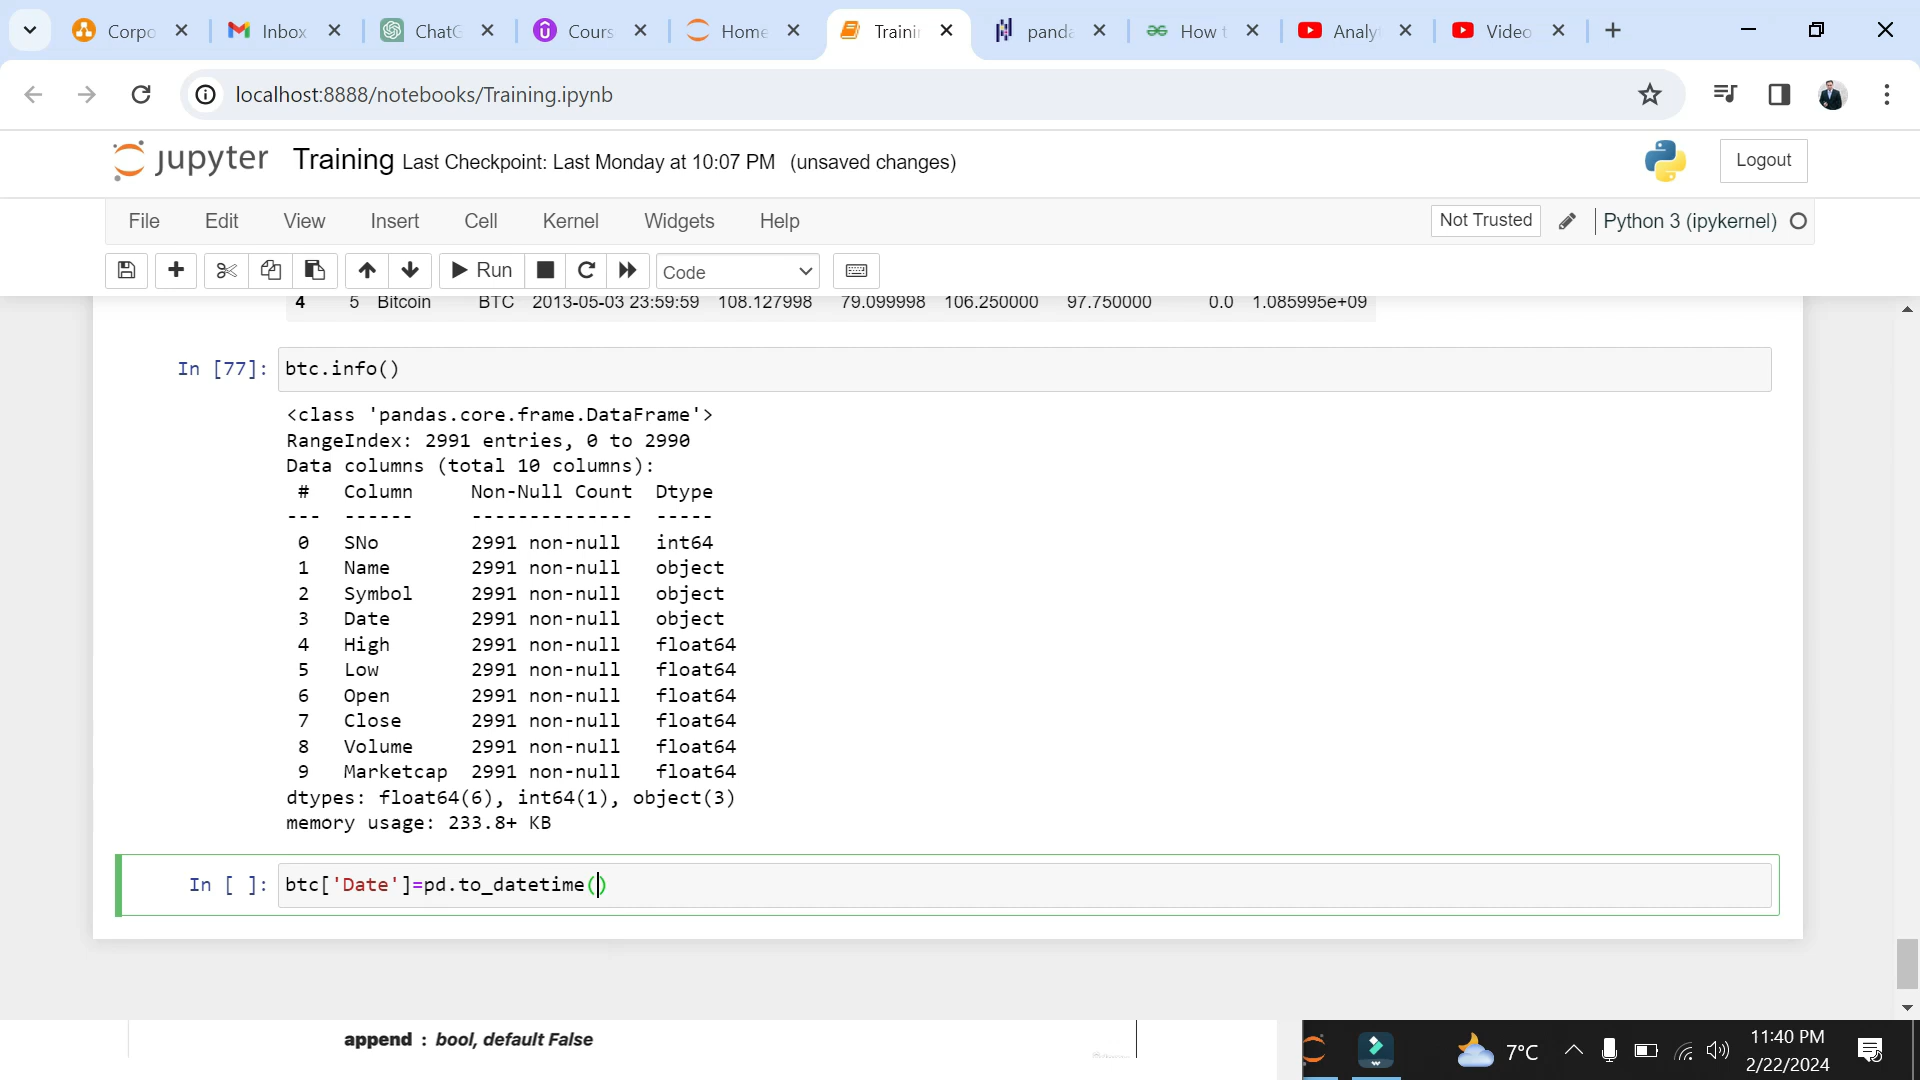 Corpo Inbox ChatG Cours Home Trainin panda How t Analy Video
localhost:8888/notebooks/Training.ipynb
jupyter Training Last Checkpoint: Last Monday at 10:07 PM (unsaved changes) Logout
File Edit View Insert Cell Kernel Widgets Help Not Trusted Python 3 (ipykernel)
Run Code
4 5 Bitcoin BTC 2013-05-03 23:59:59 108.127998 79.099998 106.250000 97.750000 0.0 1.085995e+09
In [77]: btc.info()
<class 'pandas.core.frame.DataFrame'>
RangeIndex: 2991 entries, 0 to 2990
Data columns (total 10 columns):
# Column Non-Null Count Dtype
--- ------ -------------- -----
0 SNo 2991 non-null int64
1 Name 2991 non-null object
2 Symbol 2991 non-null object
3 Date 2991 non-null object
4 High 2991 non-null float64
5 Low 2991 non-null float64
6 Open 2991 non-null float64
7 Close 2991 non-null float64
8 Volume 2991 non-null float64
9 Marketcap 2991 non-null float64
dtypes: float64(6), int64(1), object(3)
memory usage: 233.8+ KB
In [ ]: btc['Date']=pd.to_datetime()
append : bool, default False
7°C 11:40 PM
2/22/2024